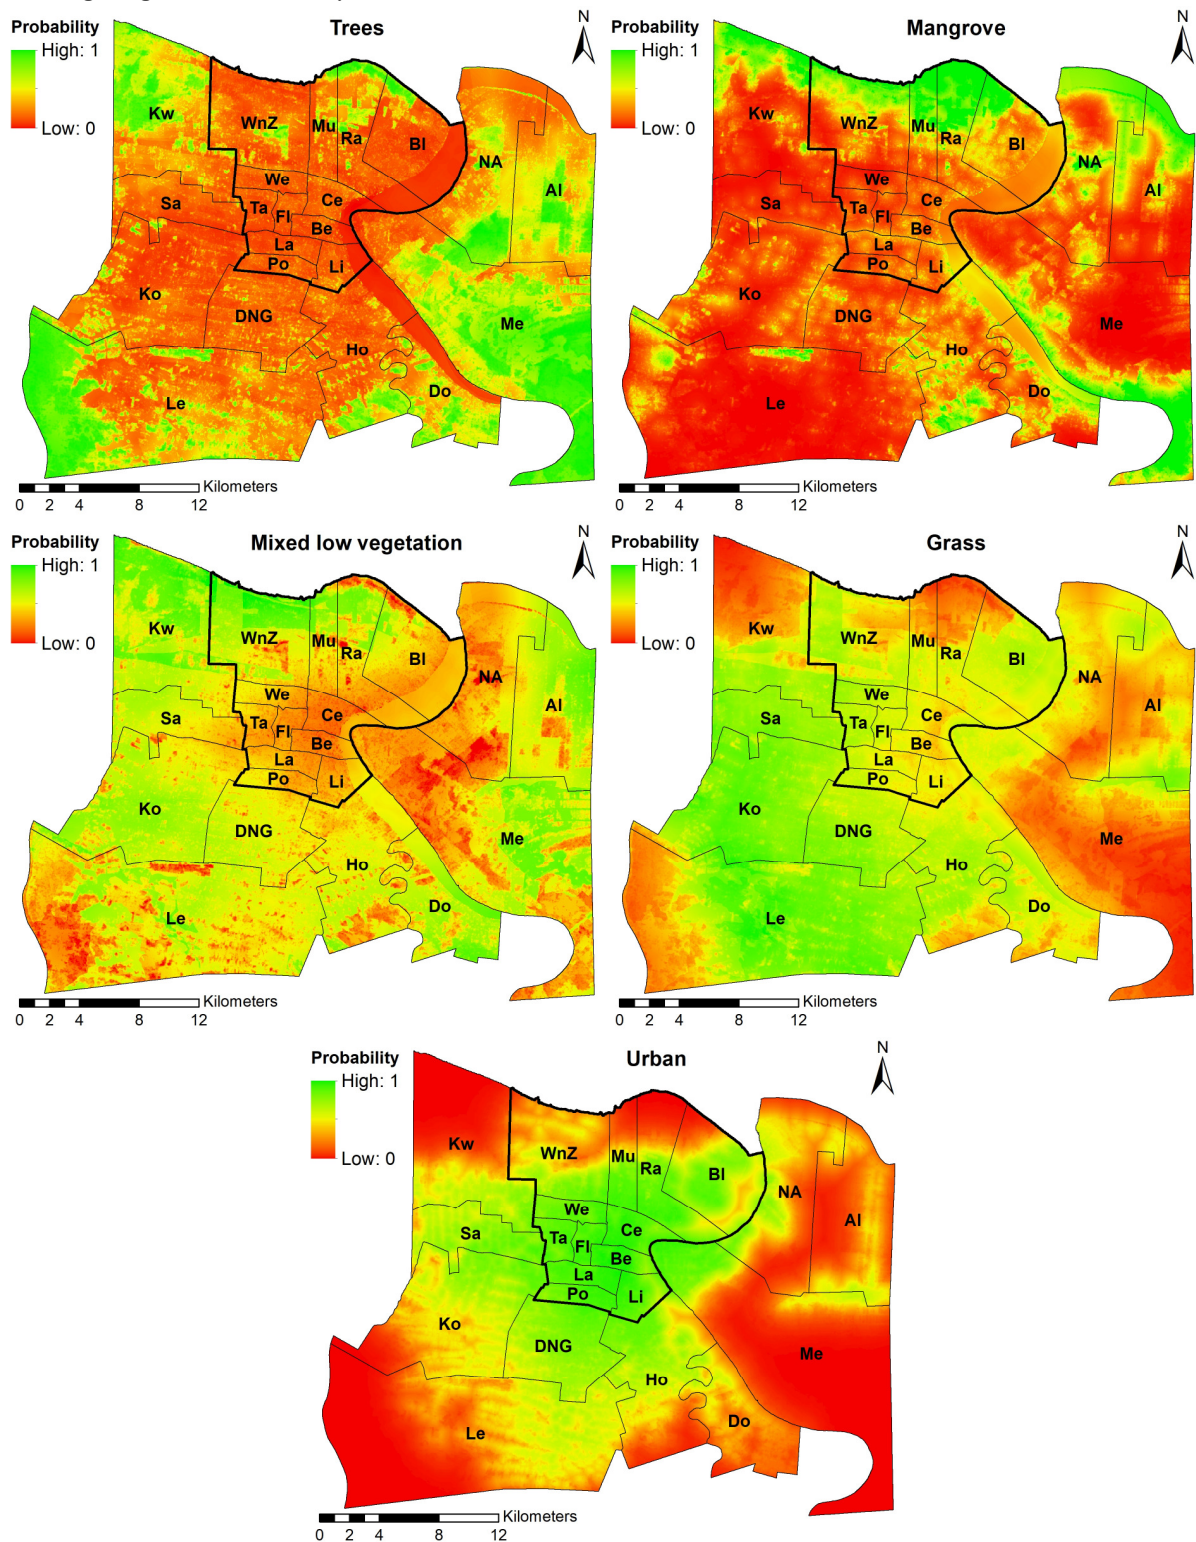 Trees
Probability
High: 1
Low: 0
N
Kw
WnZ
Mu
Ra
Bl
NA
Al
We
Sa
Ta
Fl
Ce
Be
La
Po
Li
Ko
DNG
Me
Ho
Le
Do
Kilometers
0 2 4 8 12
Mangrove
Probability
High: 1
Low: 0
N
Kw
WnZ
Mu
Ra
Bl
NA
Al
We
Sa
Ta
Fl
Ce
Be
La
Po
Li
Ko
DNG
Me
Ho
Le
Do
Kilometers
0 2 4 8 12
Mixed low vegetation
Probability
High: 1
Low: 0
N
Kw
WnZ
Mu
Ra
Bl
NA
Al
We
Sa
Ta
Fl
Ce
Be
La
Po
Li
Ko
DNG
Me
Ho
Le
Do
Kilometers
0 2 4 8 12
Grass
Probability
High: 1
Low: 0
N
Kw
WnZ
Mu
Ra
Bl
NA
Al
We
Sa
Ta
Fl
Ce
Be
La
Po
Li
Ko
DNG
Me
Ho
Le
Do
Kilometers
0 2 4 8 12
Urban
Probability
High: 1
Low: 0
N
Kw
WnZ
Mu
Ra
Bl
NA
Al
We
Sa
Ta
Fl
Ce
Be
La
Po
Li
Ko
DNG
Me
Ho
Le
Do
Kilometers
0 2 4 8 12